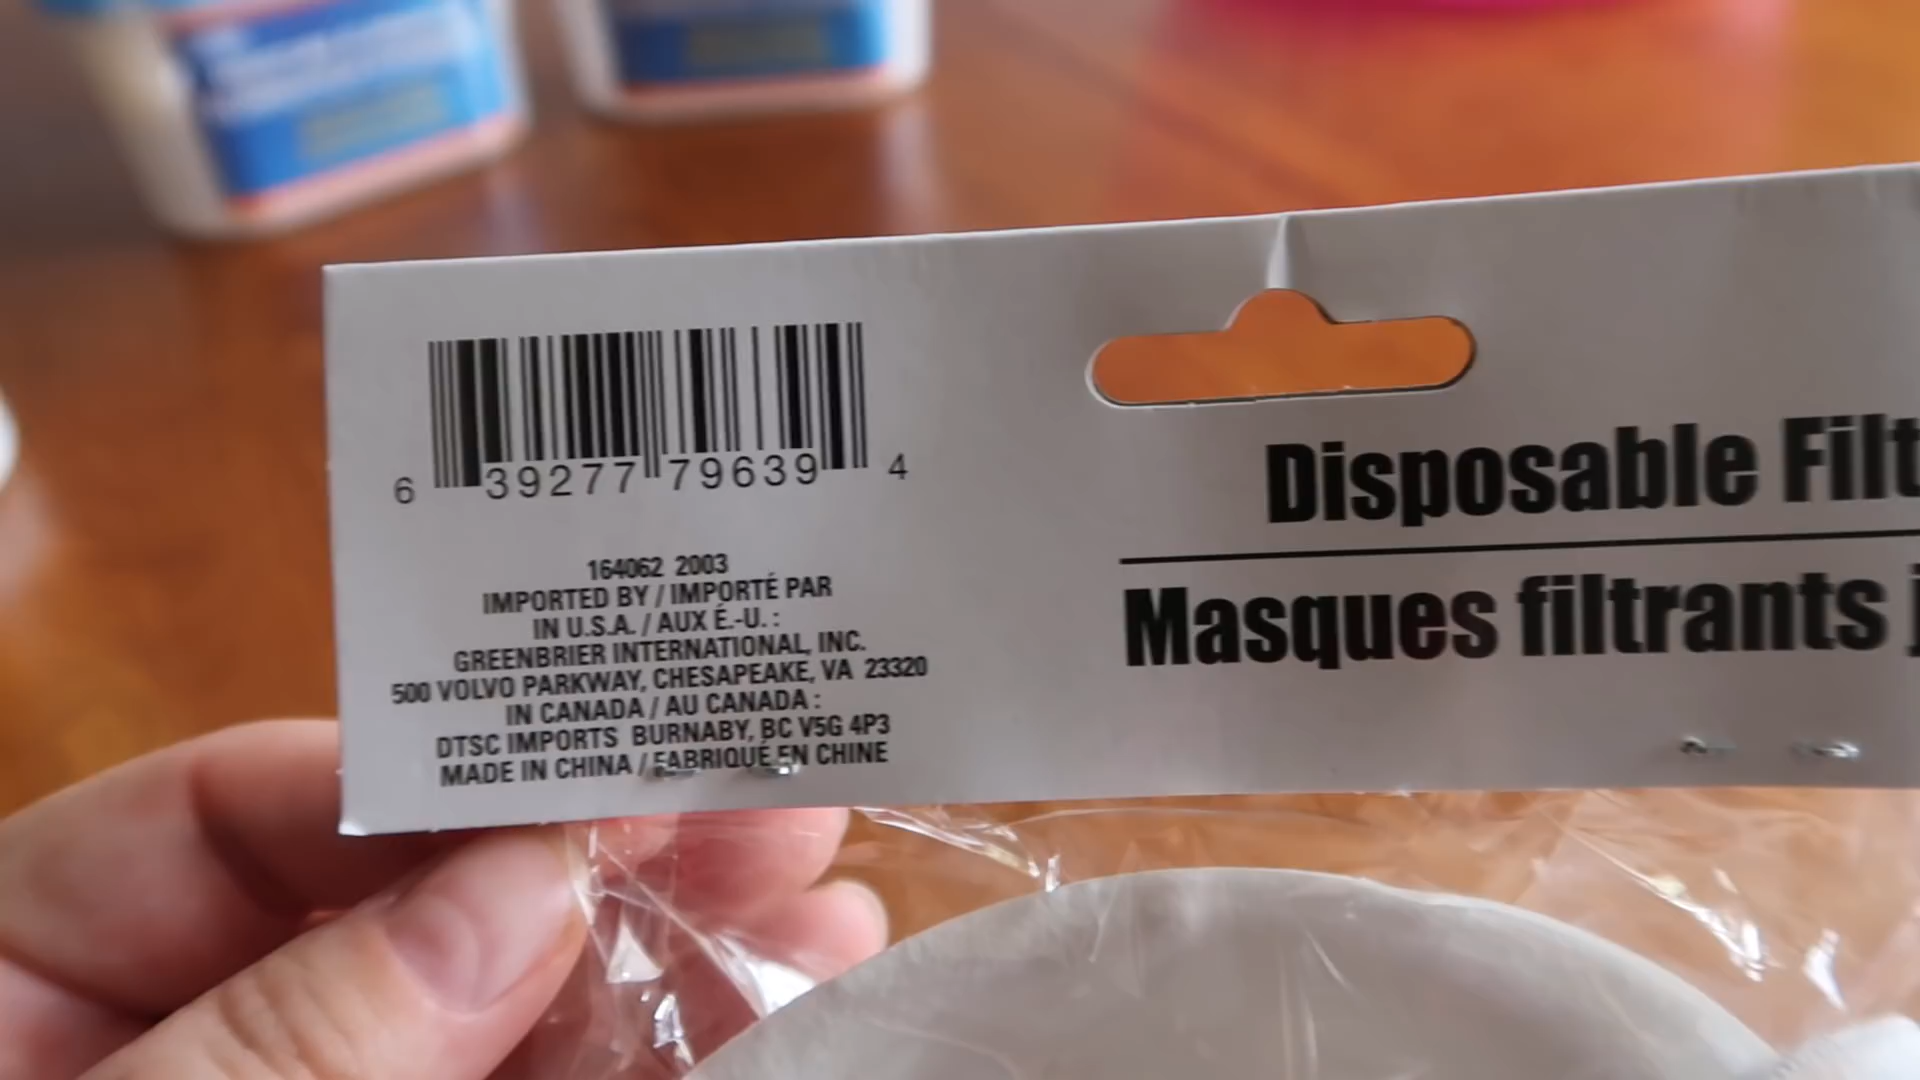 6 39277 79639 4
164062 2003
IMPORTED BY / IMPORTÉ PAR
IN U.S.A. / AUX É.-U. :
GREENBRIER INTERNATIONAL, INC.
500 VOLVO PARKWAY, CHESAPEAKE, VA 23320
IN CANADA / AU CANADA :
DTSC IMPORTS BURNABY, BC V5G 4P3
MADE IN CHINA / FABRIQUÉ EN CHINE
Disposable Filt
Masques filtrants j